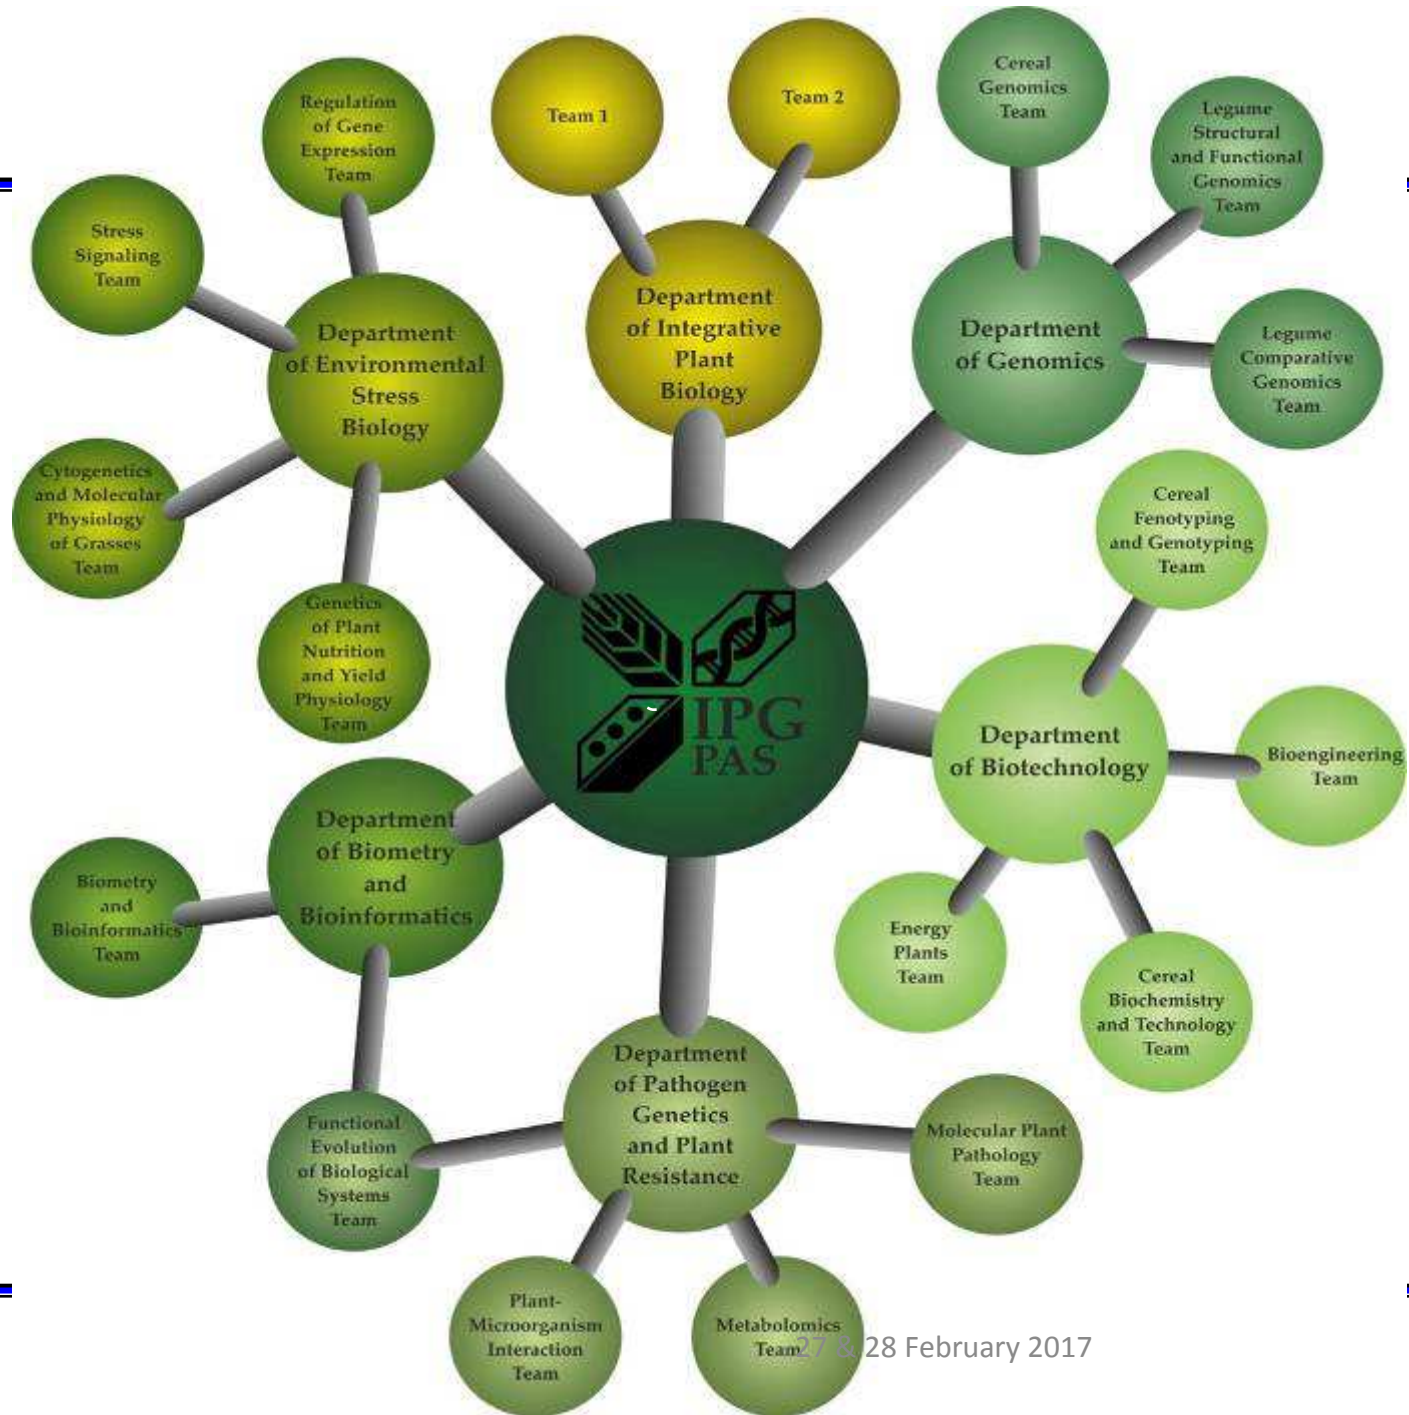 Regulation
of Gene
Expression
Team
Team 1
Team 2
Cereal
Genomics
Team
Legume
Structural
and Functional
Genomics
Team
Stress
Signaling
Team
Department
of Environmental
Stress
Biology
Department
of Integrative
Plant
Biology
Department
of Genomics
Legume
Comparative
Genomics
Team
Cytogenetics
and Molecular
Physiology
of Grasses
Team
Genetics
of Plant
Nutrition
and Yield
Physiology
Team
Cereal
Fenotyping
and Genotyping
Team
IPG
PAS
Department
of Biotechnology
Bioengineering
Team
Department
of Biometry
and
Bioinformatics
Biometry
and
Bioinformatics
Team
Energy
Plants
Team
Cereal
Biochemistry
and Technology
Team
Department
of Pathogen
Genetics
and Plant
Resistance
Functional
Evolution
of Biological
Systems
Team
Molecular Plant
Pathology
Team
Plant-
Microorganism
Interaction
Team
Metabolomics
Team
27 & 28 February 2017